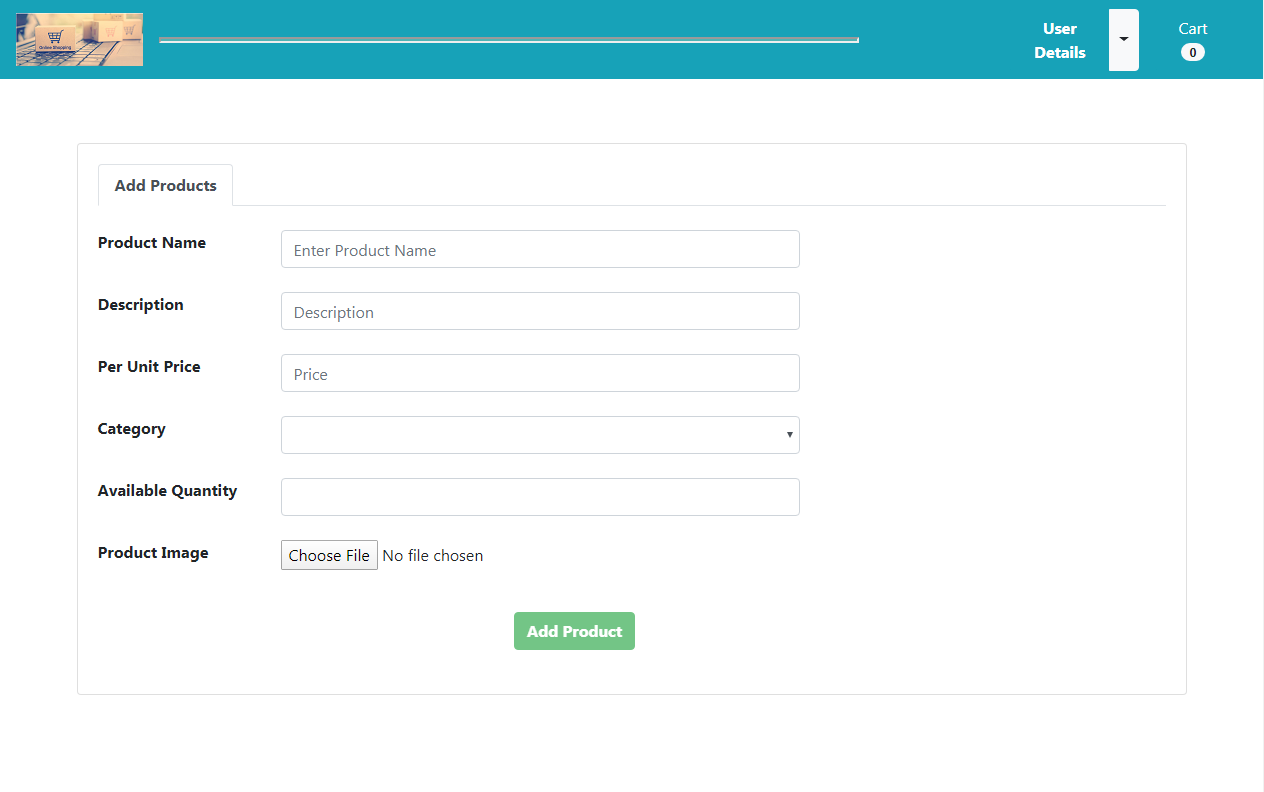 Online Shopping
User
Details
Cart
0
Add Products
Product Name
Enter Product Name
Description
Description
Per Unit Price
Price
Category
Available Quantity
Product Image
Choose File No file chosen
Add Product